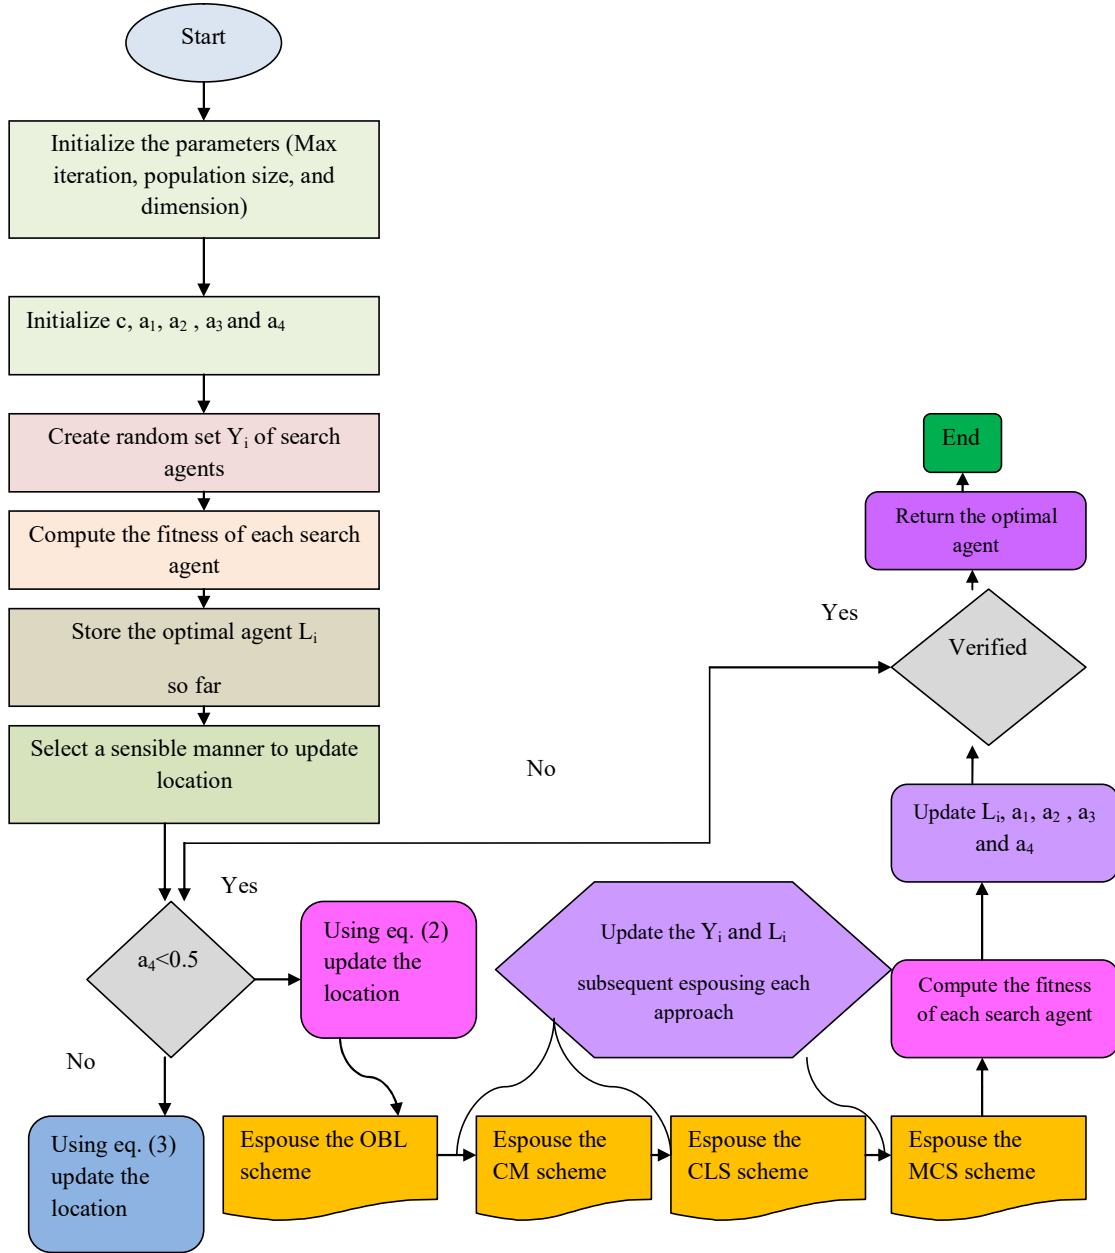 Start
Initialize the parameters (Max
iteration, population size, and
dimension)
Initialize c, a₁, a₂ , a₃ and a₄
Create random set Yᵢ of search
agents
Compute the fitness of each search
agent
Store the optimal agent Lᵢ
so far
Select a sensible manner to update
location
Yes
a₄<0.5
No
Using eq. (2)
update the
location
Using eq. (3)
update the
location
Espouse the OBL
scheme
Espouse the
CM scheme
Espouse the
CLS scheme
Espouse the
MCS scheme
Update the Yᵢ and Lᵢ
subsequent espousing each
approach
Compute the fitness
of each search agent
Update Lᵢ, a₁, a₂ , a₃
and a₄
Verified
No
Yes
Return the optimal
agent
End